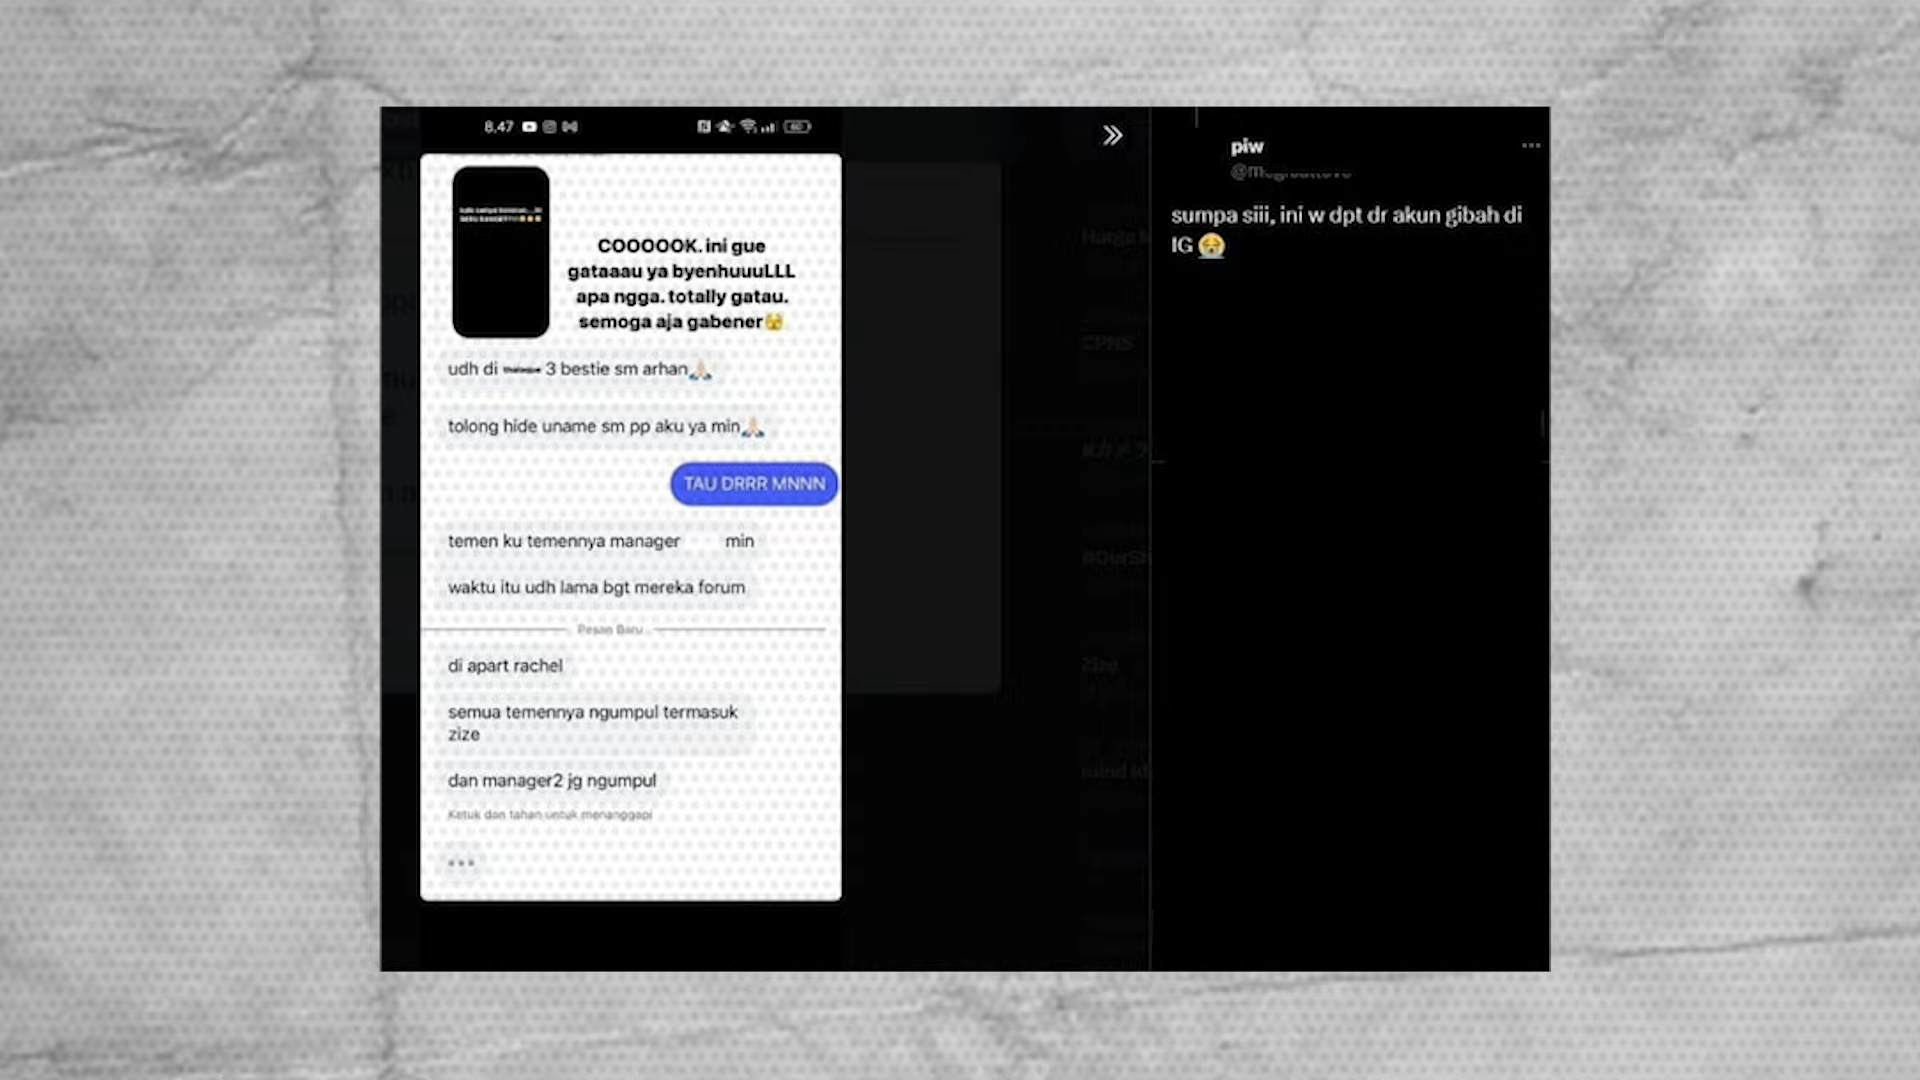 8.47
COOOOOK. ini gue
gataaau ya byenhuuuLLL
apa ngga. totally gatau.
semoga aja gabener😫
udh di 3 bestie sm arhan🙏🏻
tolong hide uname sm pp aku ya min🙏🏻
TAU DRRR MNNN
temen ku temennya manager min
waktu itu udh lama bgt mereka forum
Pesan Baru
di apart rachel
semua temennya ngumpul termasuk
zize
dan manager2 jg ngumpul
Ketuk dan tahan untuk menanggapi
piw
sumpa siii, ini w dpt dr akun gibah di
IG 😭
CPNS